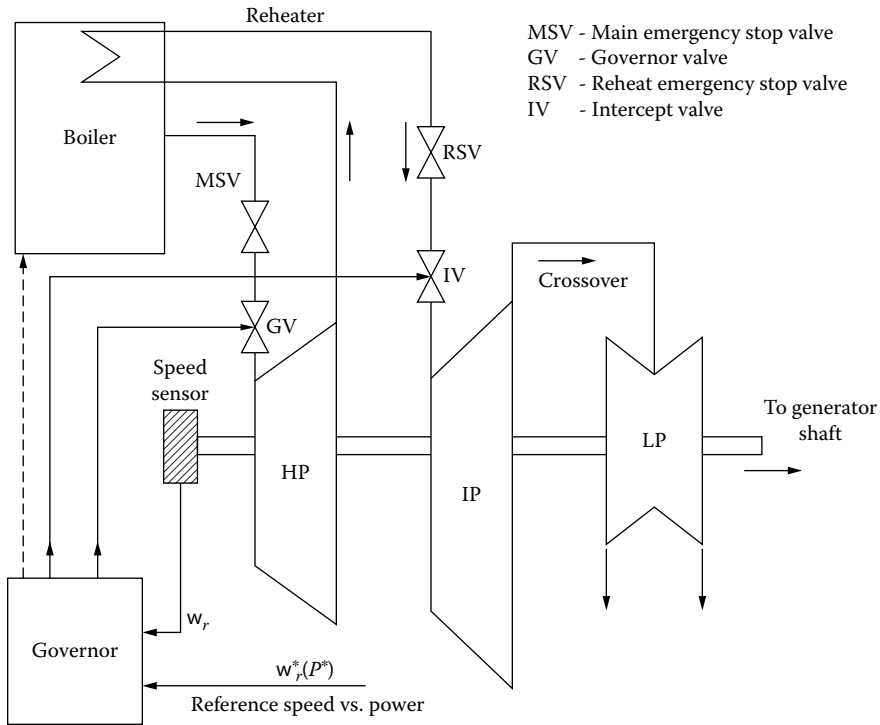 Reheater
MSV - Main emergency stop valve
GV - Governor valve
RSV - Reheat emergency stop valve
IV - Intercept valve
Boiler
MSV
RSV
IV
Crossover
GV
Speed
sensor
To generator
shaft
HP
IP
LP
w_r
Governor
w_r^*(P^*)
Reference speed vs. power